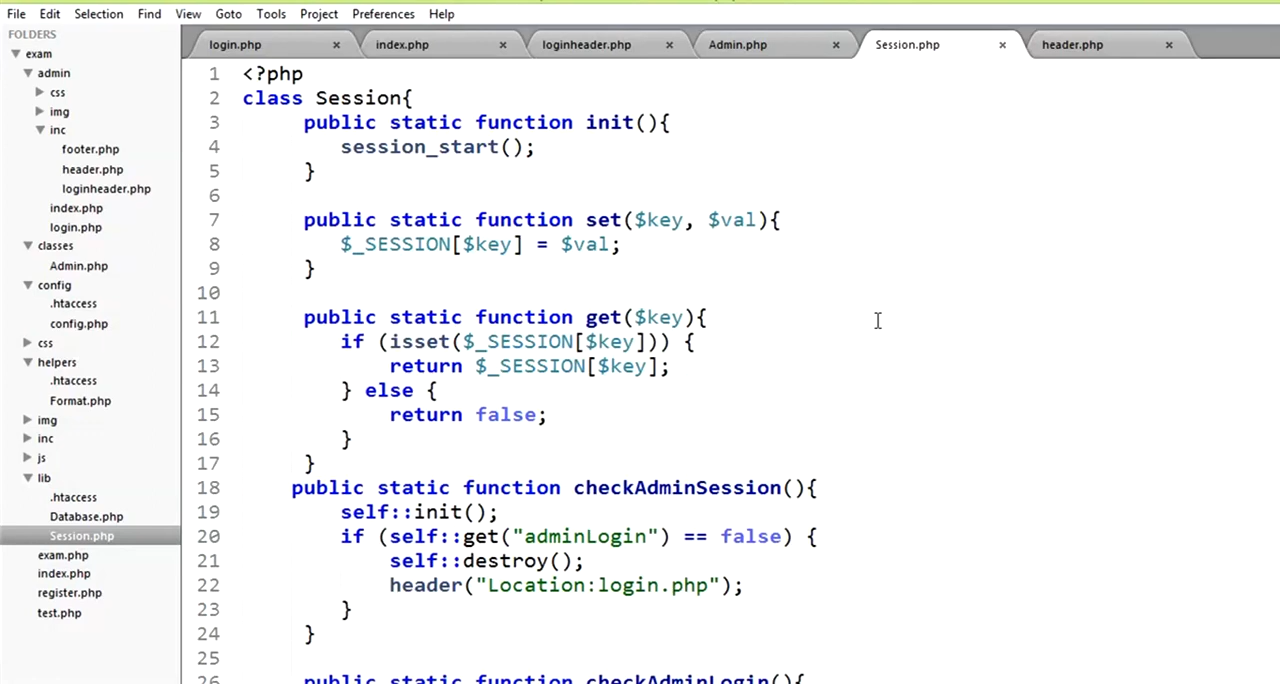 File Edit Selection Find View Goto Tools Project Preferences Help
FOLDERS
exam
admin
css
img
inc
footer.php
header.php
loginheader.php
index.php
login.php
classes
Admin.php
config
.htaccess
config.php
css
helpers
.htaccess
Format.php
img
inc
js
lib
.htaccess
Database.php
Session.php
exam.php
index.php
register.php
test.php
login.php × index.php × loginheader.php × Admin.php × Session.php × header.php ×
1 <?php
2 class Session{
3 public static function init(){
4 session_start();
5 }
6
7 public static function set($key, $val){
8 $_SESSION[$key] = $val;
9 }
10
11 public static function get($key){
12 if (isset($_SESSION[$key])) {
13 return $_SESSION[$key];
14 } else {
15 return false;
16 }
17 }
18 public static function checkAdminSession(){
19 self::init();
20 if (self::get("adminLogin") == false) {
21 self::destroy();
22 header("Location:login.php");
23 }
24 }
25
26 public static function checkAdminLogin(){